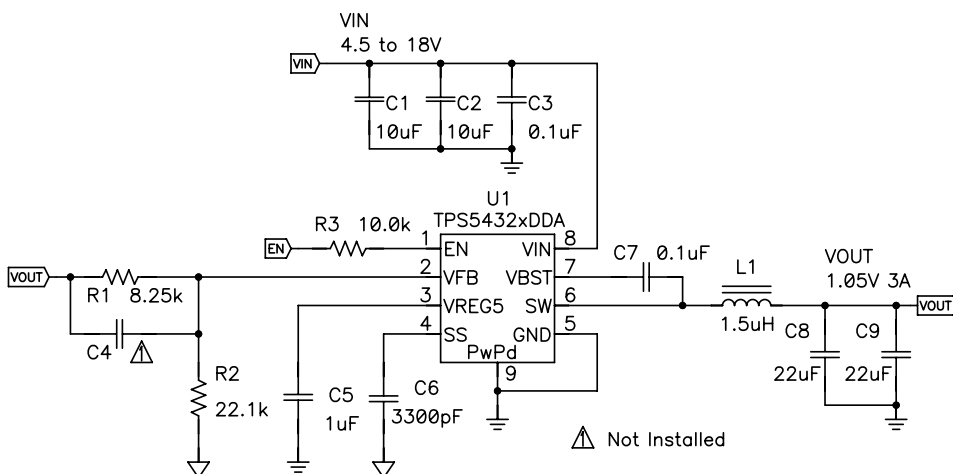 VIN
4.5 to 18V
VIN
C1
C2
C3
10uF
10uF
0.1uF
U1
TPS5432xDDA
R3 10.0k
EN
1
EN
VIN
8
C7
0.1uF
VOUT
R1
8.25k
2
VFB
VBST
7
L1
VOUT
1.05V 3A
3
VREG5
SW
6
1.5uH
VOUT
C4
1
4
SS
GND
5
C8
C9
PwPd
9
22uF
22uF
R2
22.1k
C5
1uF
C6
3300pF
1 Not Installed